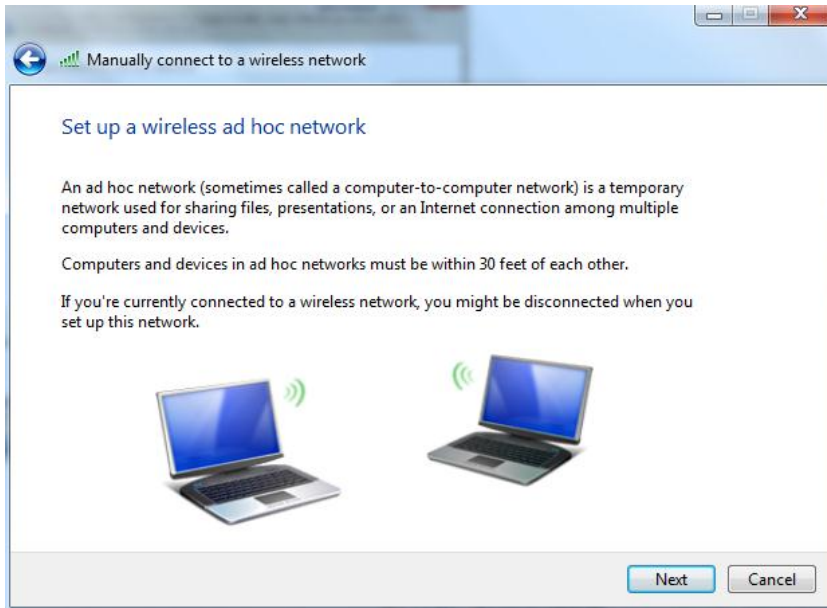 Manually connect to a wireless network
Set up a wireless ad hoc network
An ad hoc network (sometimes called a computer-to-computer network) is a temporary
network used for sharing files, presentations, or an Internet connection among multiple
computers and devices.
Computers and devices in ad hoc networks must be within 30 feet of each other.
If you're currently connected to a wireless network, you might be disconnected when you
set up this network.
Next Cancel